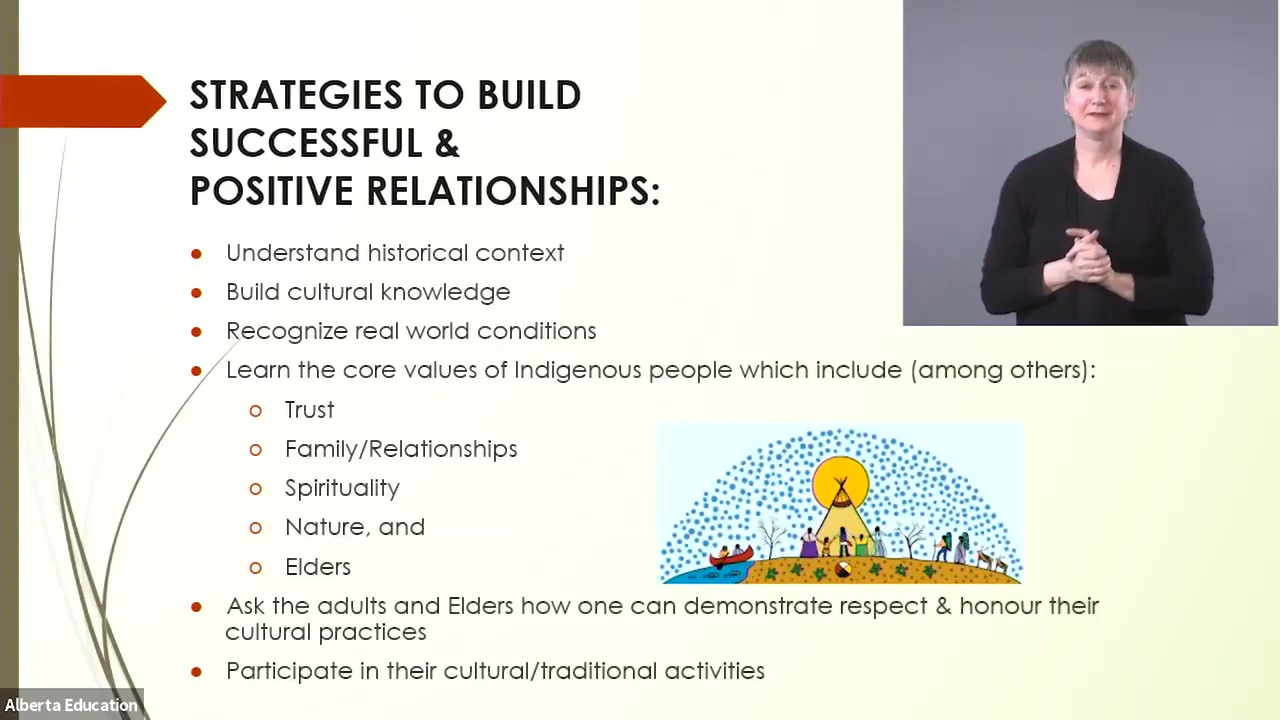 STRATEGIES TO BUILD
SUCCESSFUL &
POSITIVE RELATIONSHIPS:
Understand historical context
Build cultural knowledge
Recognize real world conditions
Learn the core values of Indigenous people which include (among others):
Trust
Family/Relationships
Spirituality
Nature, and
Elders
Ask the adults and Elders how one can demonstrate respect & honour their
cultural practices
Participate in their cultural/traditional activities
Alberta Education